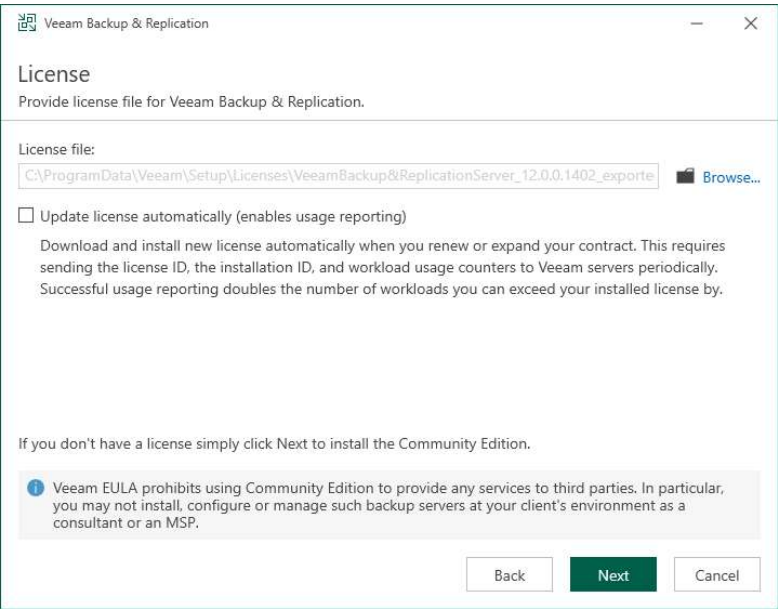 Veeam Backup & Replication
License
Provide license file for Veeam Backup & Replication.
License file:
C:\ProgramData\Veeam\Setup\Licenses\VeeamBackup&ReplicationServer_12.0.0.1402_exporte
Browse...
Update license automatically (enables usage reporting)
Download and install new license automatically when you renew or expand your contract. This requires
sending the license ID, the installation ID, and workload usage counters to Veeam servers periodically.
Successful usage reporting doubles the number of workloads you can exceed your installed license by.
If you don't have a license simply click Next to install the Community Edition.
Veeam EULA prohibits using Community Edition to provide any services to third parties. In particular,
you may not install, configure or manage such backup servers at your client's environment as a
consultant or an MSP.
Back
Next
Cancel